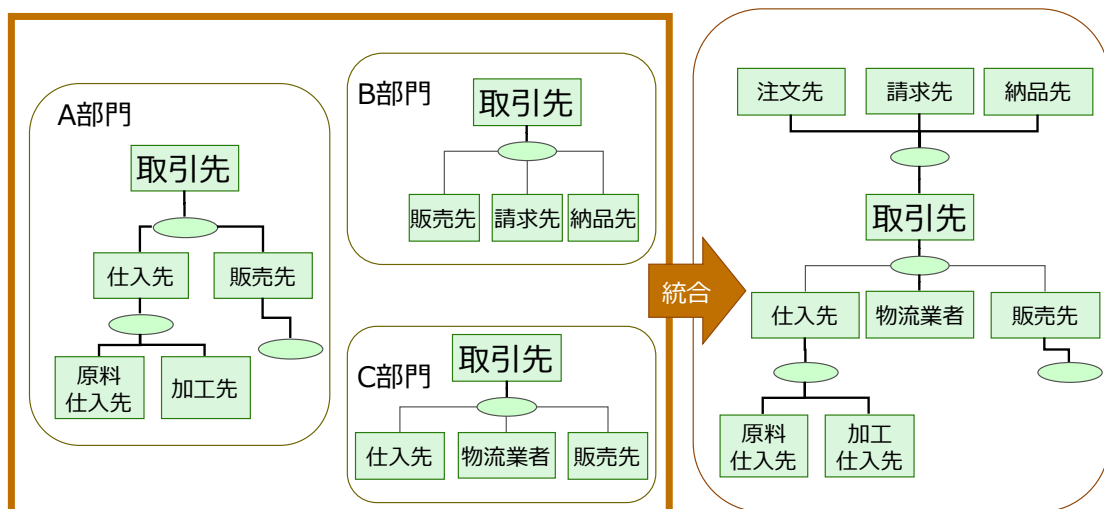 A部門
取引先
仕入先
販売先
原料
仕入先
加工先
B部門
取引先
販売先
請求先
納品先
C部門
取引先
仕入先
物流業者
販売先
統合
注文先
請求先
納品先
取引先
仕入先
物流業者
販売先
原料
仕入先
加工
仕入先